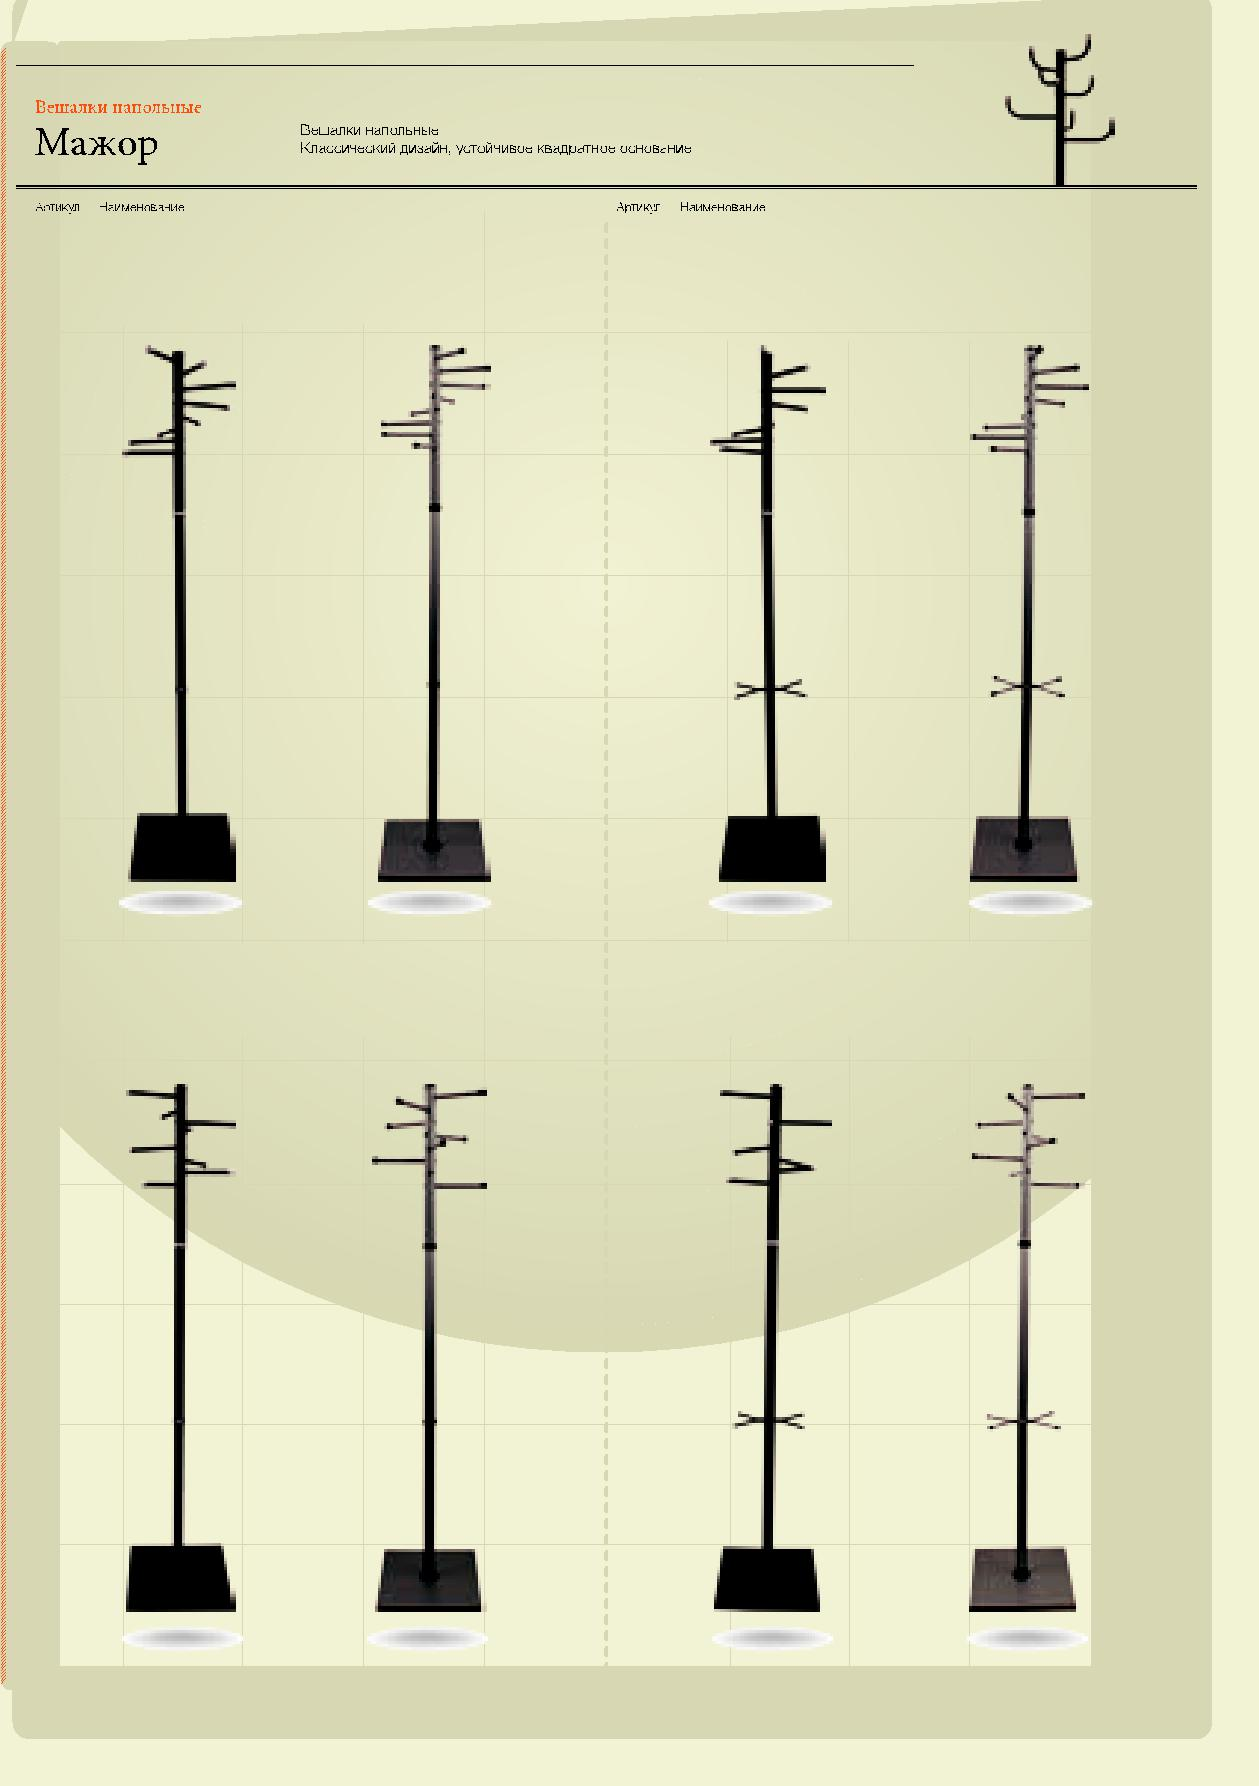 Вешалки напольные
Мажор
Вешалки напольные
Классический дизайн, устойчивое квадратное основание
Артикул Наименование
Артикул Наименование